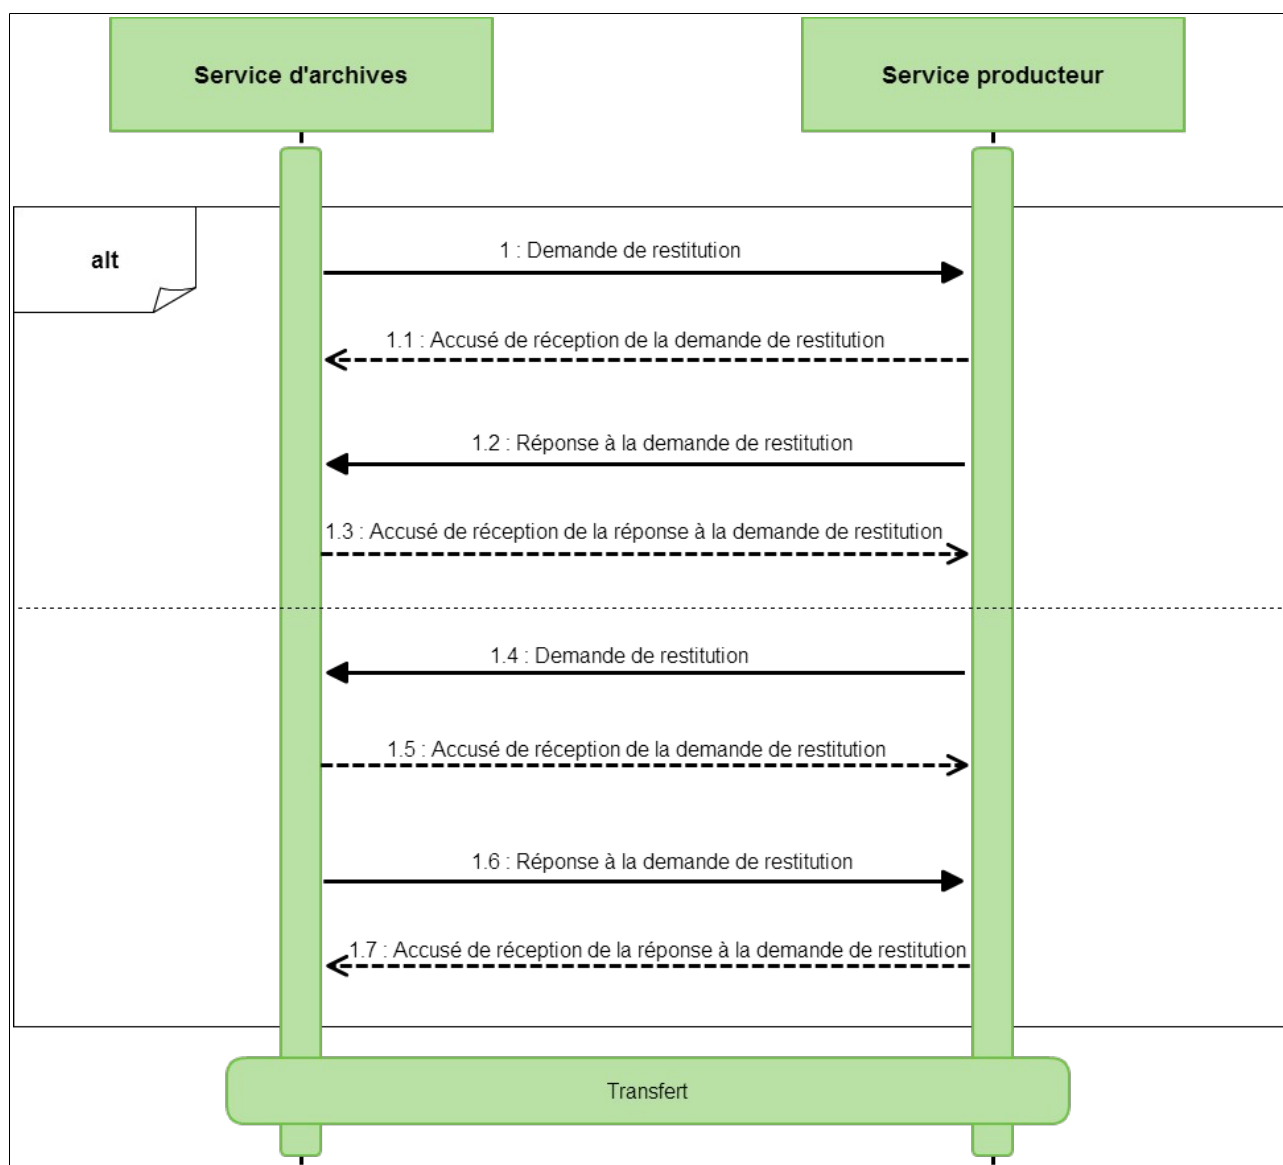 Service d'archives
Service producteur
alt
1 : Demande de restitution
1.1 : Accusé de réception de la demande de restitution
1.2 : Réponse à la demande de restitution
1.3 : Accusé de réception de la réponse à la demande de restitution
1.4 : Demande de restitution
1.5 : Accusé de réception de la demande de restitution
1.6 : Réponse à la demande de restitution
1.7 : Accusé de réception de la réponse à la demande de restitution
Transfert